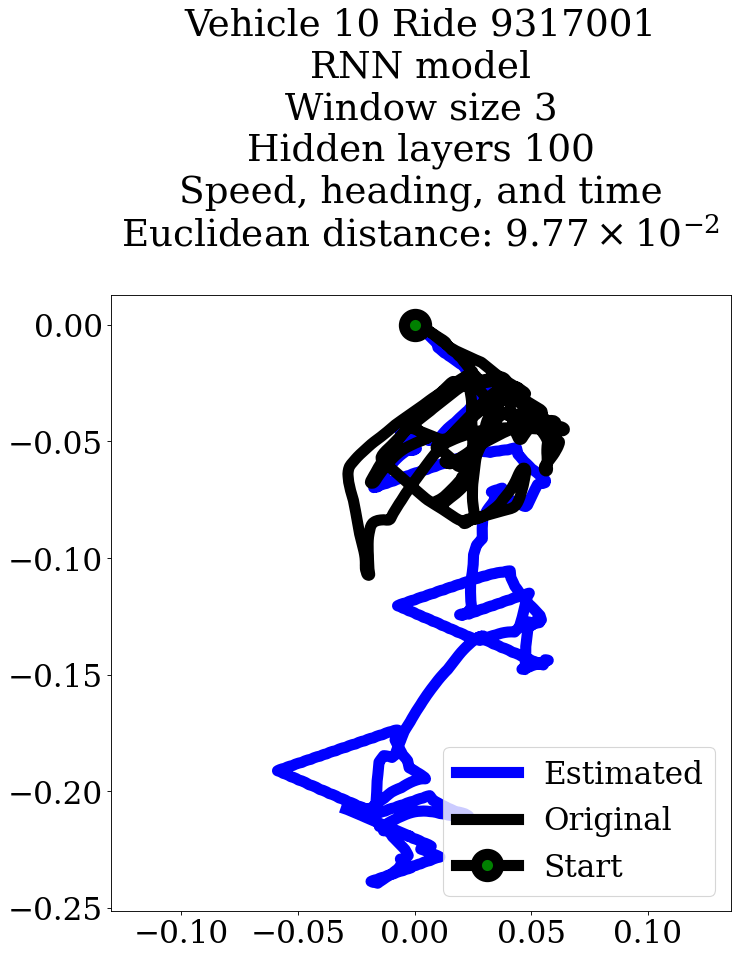 Vehicle 10 Ride 9317001
RNN model
Window size 3
Hidden layers 100
Speed, heading, and time
Euclidean distance: 9.77 × 10⁻²
0.00
−0.05
−0.10
−0.15
−0.20
−0.25
Estimated
Original
Start
−0.10 −0.05 0.00 0.05 0.10